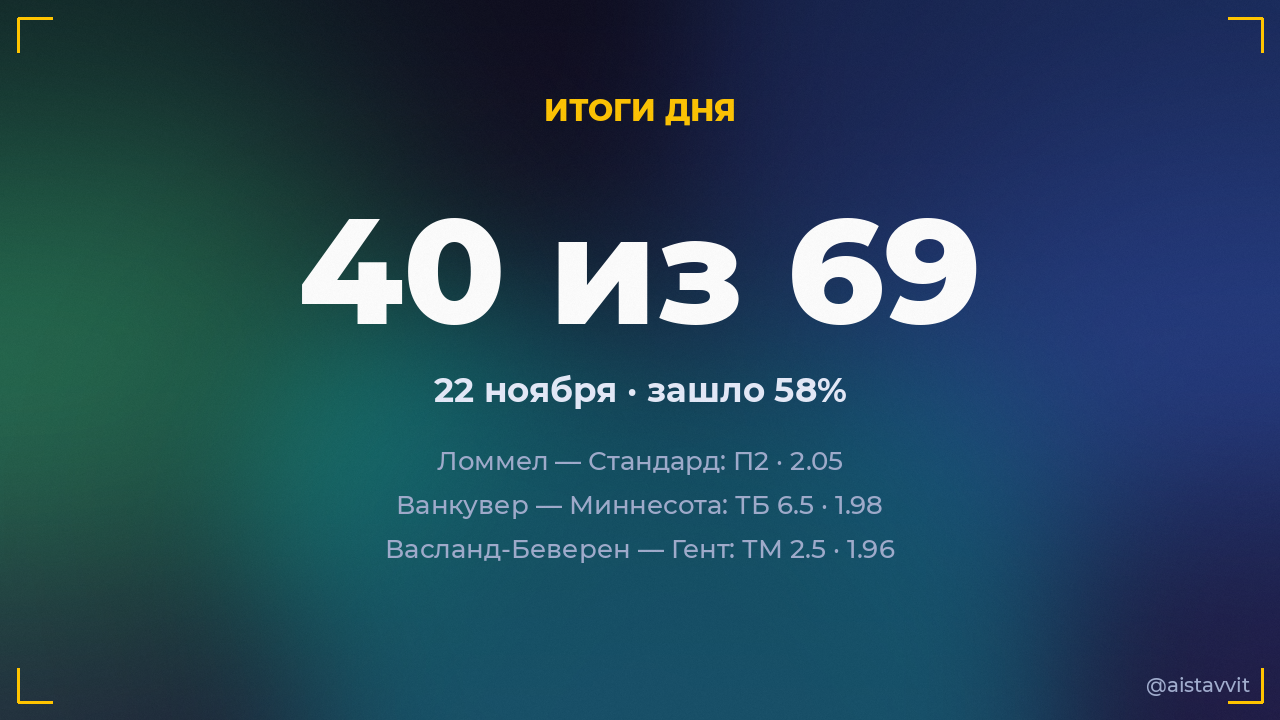 ИТОГИ ДНЯ
40 из 69
22 ноября · зашло 58%
Ломмел — Стандард: П2 · 2.05
Ванкувер — Миннесота: ТБ 6.5 · 1.98
Васланд-Беверен — Гент: ТМ 2.5 · 1.96
@aistavvit